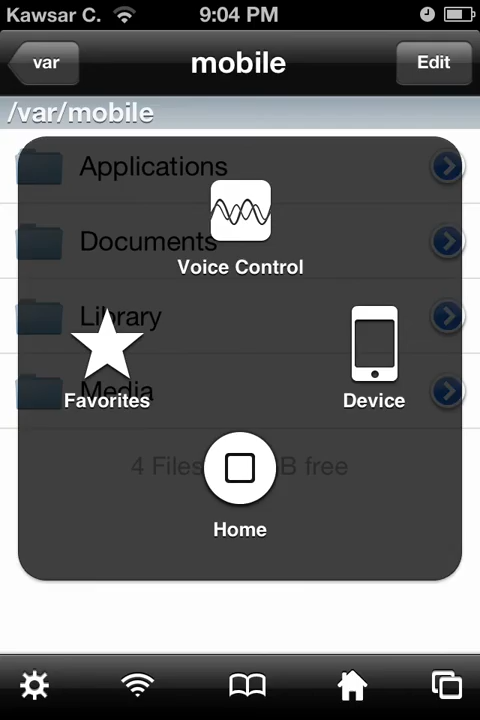 Kawsar C. 9:04 PM
var mobile Edit
/var/mobile
Applications
Voice Control
Documents
Library
Favorites Device
Media
4 Files B free
Home